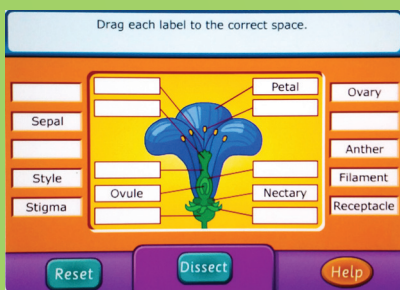 Drag each label to the correct space.
Petal
Ovary
Sepal
Anther
Style
Filament
Ovule
Nectary
Stigma
Receptacle
Reset
Dissect
Help